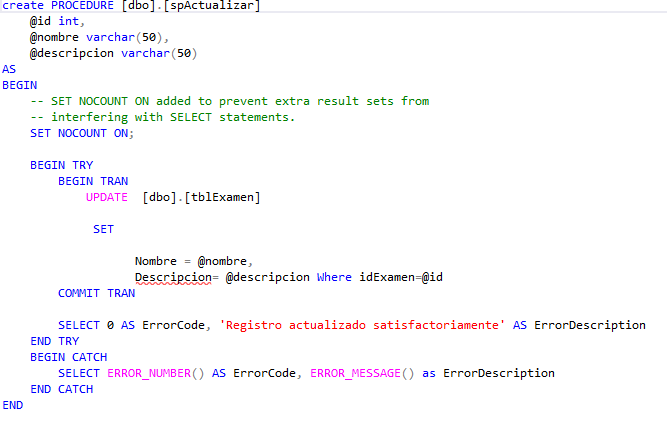 create PROCEDURE [dbo].[spActualizar]
@id int,
@nombre varchar(50),
@descripcion varchar(50)
AS
BEGIN
-- SET NOCOUNT ON added to prevent extra result sets from
-- interfering with SELECT statements.
SET NOCOUNT ON;
BEGIN TRY
BEGIN TRAN
UPDATE  [dbo].[tblExamen]
SET
Nombre = @nombre,
Descripcion= @descripcion Where idExamen=@id
COMMIT TRAN
SELECT 0 AS ErrorCode, 'Registro actualizado satisfactoriamente' AS ErrorDescription
END TRY
BEGIN CATCH
SELECT ERROR_NUMBER() AS ErrorCode, ERROR_MESSAGE() as ErrorDescription
END CATCH
END